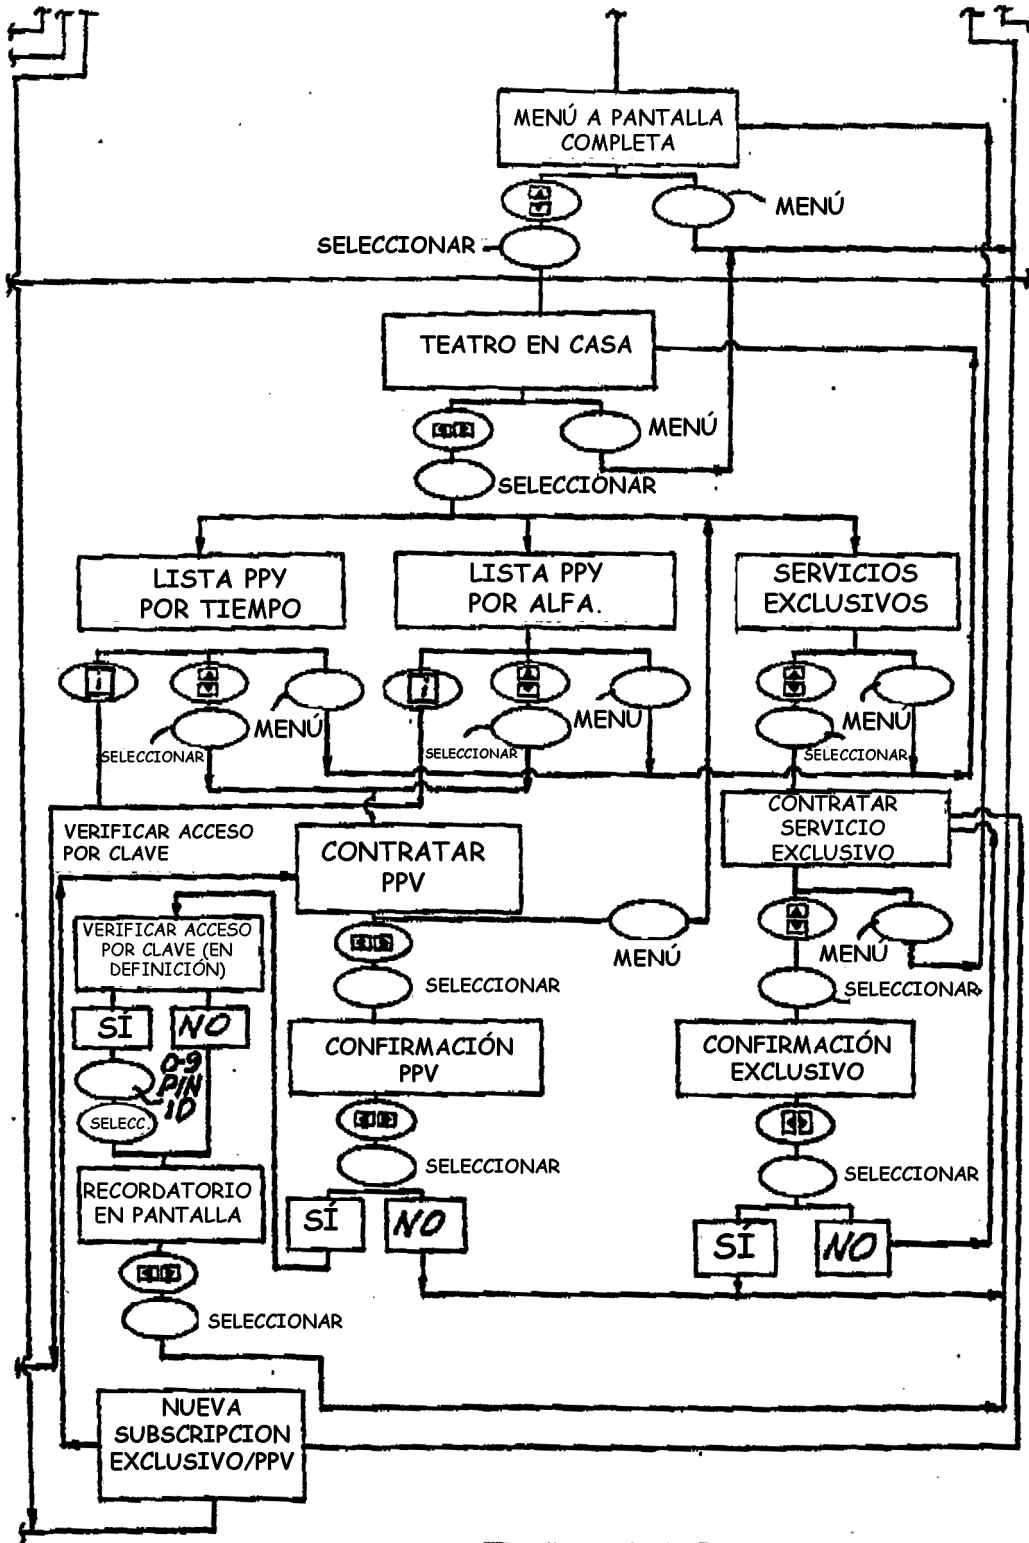 MENÚ A PANTALLA
COMPLETA
MENÚ
SELECCIONAR
TEATRO EN CASA
MENÚ
SELECCIONAR
LISTA PPY
POR TIEMPO
LISTA PPY
POR ALFA.
SERVICIOS
EXCLUSIVOS
MENÚ
SELECCIONAR
MENÚ
SELECCIONAR
MENÚ
SELECCIONAR
VERIFICAR ACCESO
POR CLAVE
CONTRATAR
PPV
CONTRATAR
SERVICIO
EXCLUSIVO
VERIFICAR ACCESO
POR CLAVE (EN
DEFINICIÓN)
MENÚ
MENÚ
SELECCIONAR
SELECCIONAR
SÍ
NO
CONFIRMACIÓN
PPV
CONFIRMACIÓN
EXCLUSIVO
0-9
PIN
ID
SELECC.
SELECCIONAR
SELECCIONAR
RECORDATORIO
EN PANTALLA
SÍ
NO
SÍ
NO
SELECCIONAR
NUEVA
SUBSCRIPCION
EXCLUSIVO/PPV